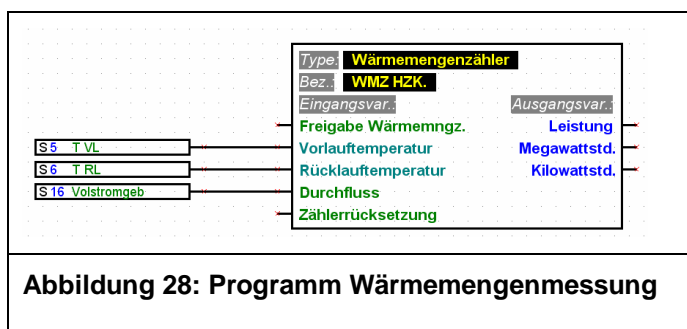 Type: Wärmemengenzähler
Bez.: WMZ HZK.
Eingangsvar.: Ausgangsvar.:
Freigabe Wärmemngz. Leistung
S 5 T VL Vorlauftemperatur Megawattstd.
S 6 T RL Rücklauftemperatur Kilowattstd.
S 16 Volstromgeb Durchfluss
Zählerrücksetzung
Abbildung 28: Programm Wärmemengenmessung